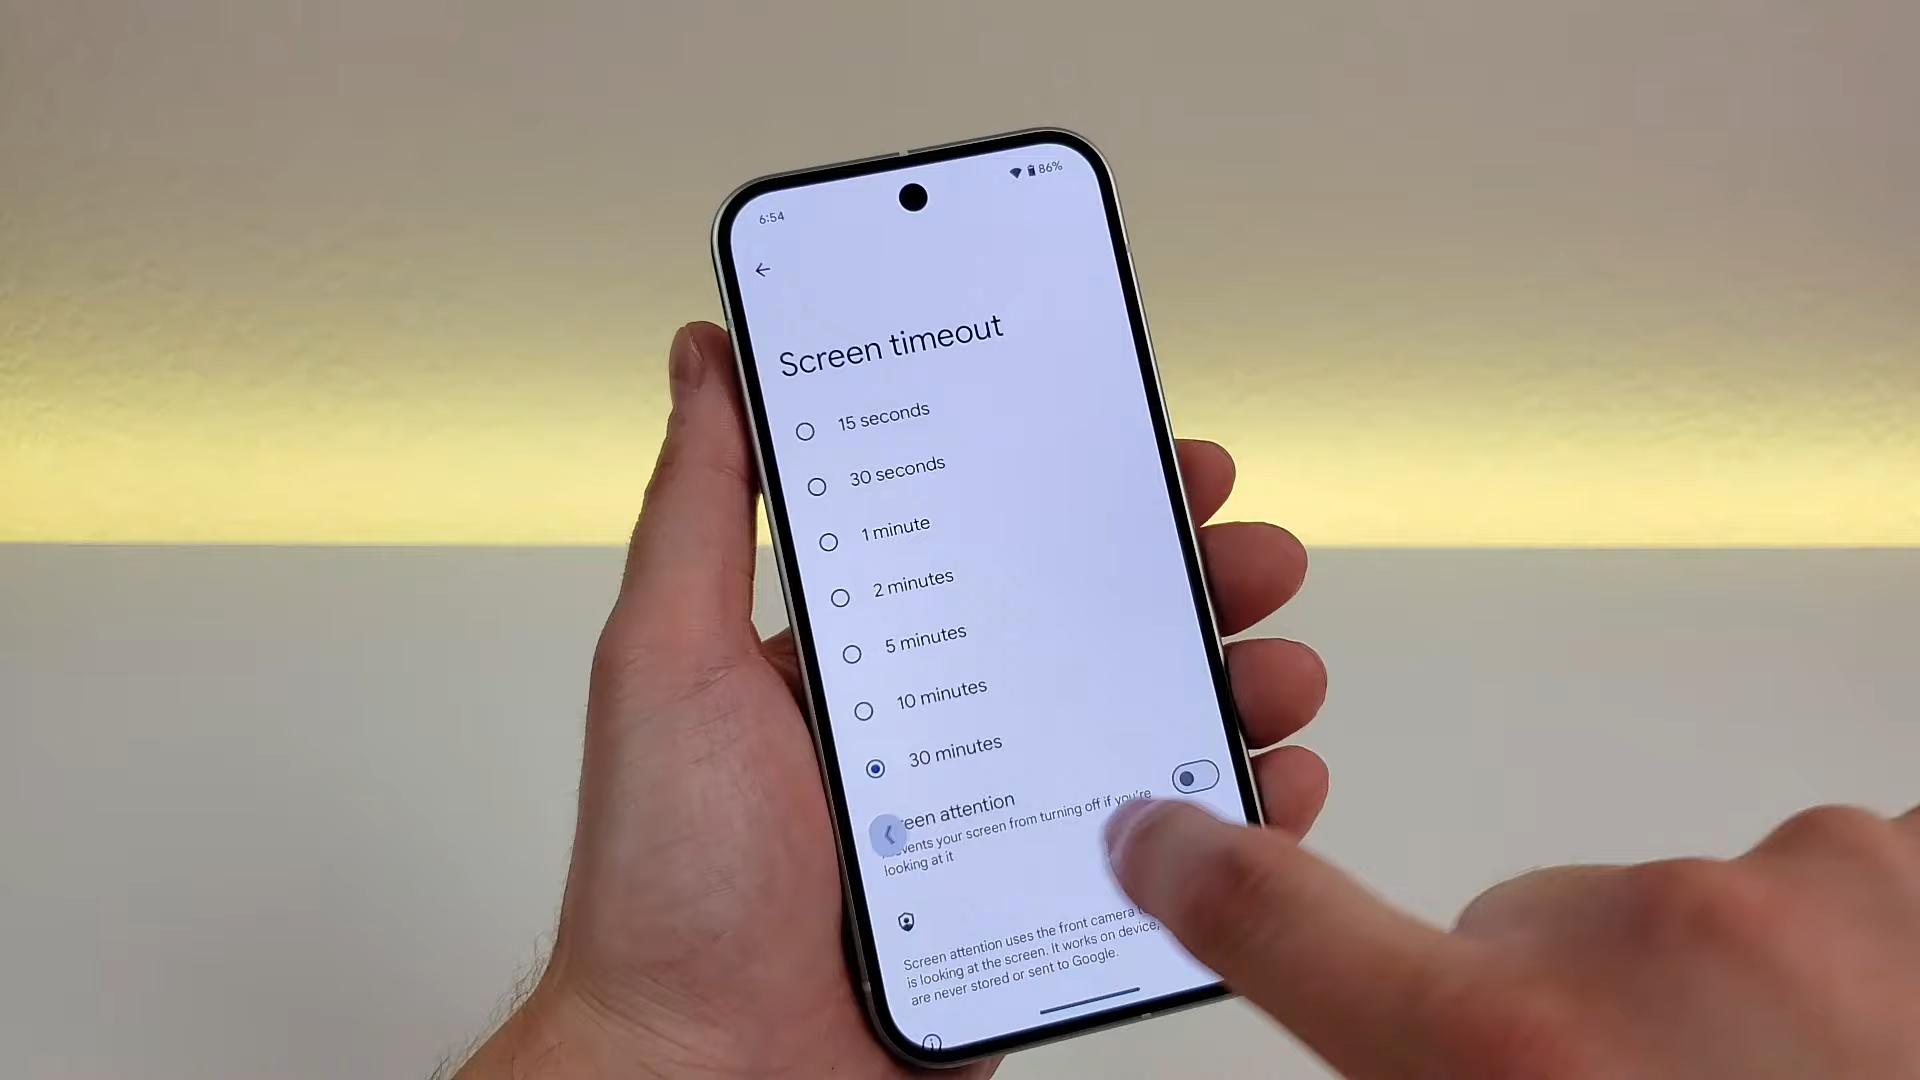 6:54
86%
Screen timeout
15 seconds
30 seconds
1 minute
2 minutes
5 minutes
10 minutes
30 minutes
attention
your screen from turning off if you're
looking at it
Screen attention uses the front camera
is looking at the screen. It works on device,
are never stored or sent to Google.